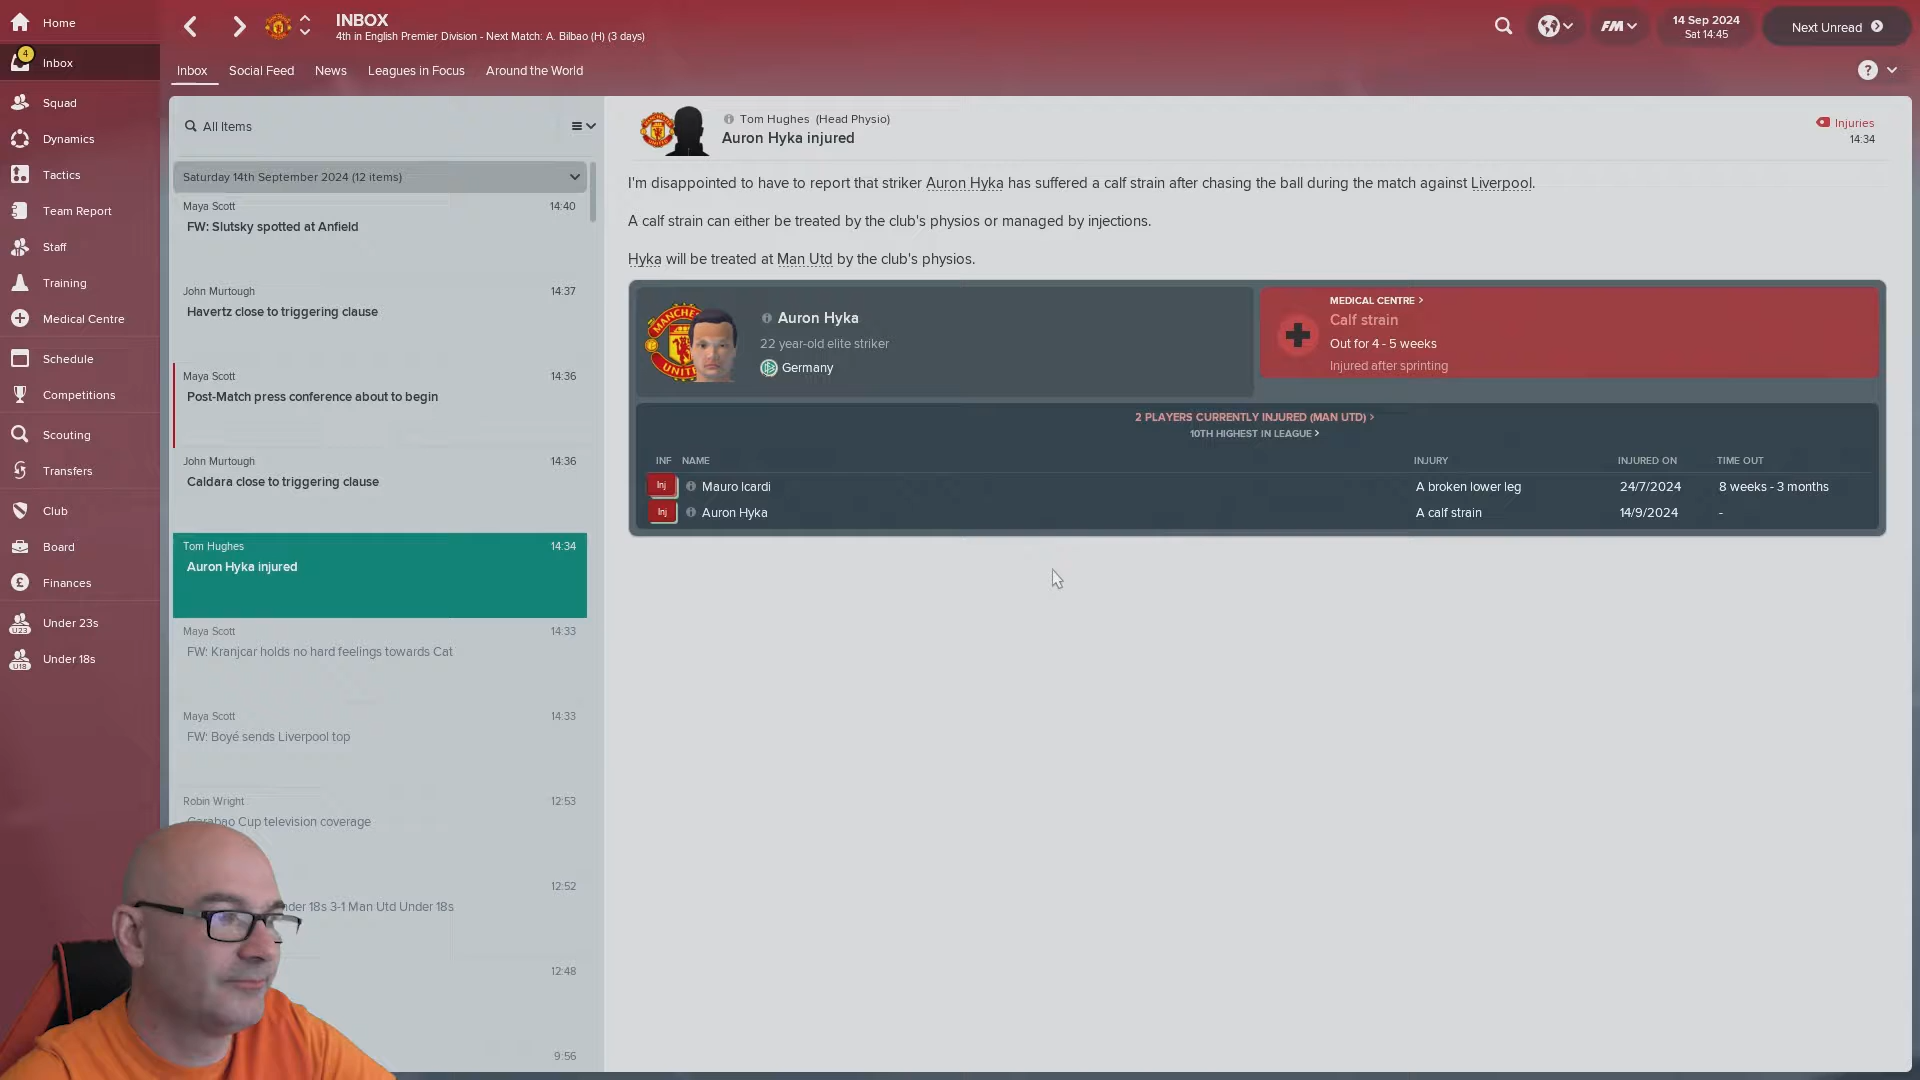 Home
4
Inbox
Squad
Dynamics
Tactics
Team Report
Staff
Training
Medical Centre
Schedule
Competitions
Scouting
Transfers
Club
Board
Finances
U23
Under 23s
U18
Under 18s
INBOX
4th in English Premier Division - Next Match: A. Bilbao (H) (3 days)
FM
14 Sep 2024
Sat 14:45
Next Unread
Inbox
Social Feed
News
Leagues in Focus
Around the World
?
All Items
Saturday 14th September 2024 (12 items)
Maya Scott 14:40
FW: Slutsky spotted at Anfield
John Murtough 14:37
Havertz close to triggering clause
Maya Scott 14:36
Post-Match press conference about to begin
John Murtough 14:36
Caldara close to triggering clause
Tom Hughes 14:34
Auron Hyka injured
Maya Scott 14:33
FW: Kranjcar holds no hard feelings towards Cat
Maya Scott 14:33
FW: Boyé sends Liverpool top
Robin Wright 12:53
Carabao Cup television coverage
12:52
nder 18s 3-1 Man Utd Under 18s
12:48
9:56
Tom Hughes (Head Physio)
Auron Hyka injured
Injuries
14:34
I'm disappointed to have to report that striker Auron Hyka has suffered a calf strain after chasing the ball during the match against Liverpool.
A calf strain can either be treated by the club's physios or managed by injections.
Hyka will be treated at Man Utd by the club's physios.
MANCHES
UNITE
Auron Hyka
22 year-old elite striker
Germany
MEDICAL CENTRE >
Calf strain
Out for 4 - 5 weeks
Injured after sprinting
2 PLAYERS CURRENTLY INJURED (MAN UTD) >
10TH HIGHEST IN LEAGUE >
INF NAME INJURY INJURED ON TIME OUT
Inj Mauro Icardi A broken lower leg 24/7/2024 8 weeks - 3 months
Inj Auron Hyka A calf strain 14/9/2024 -